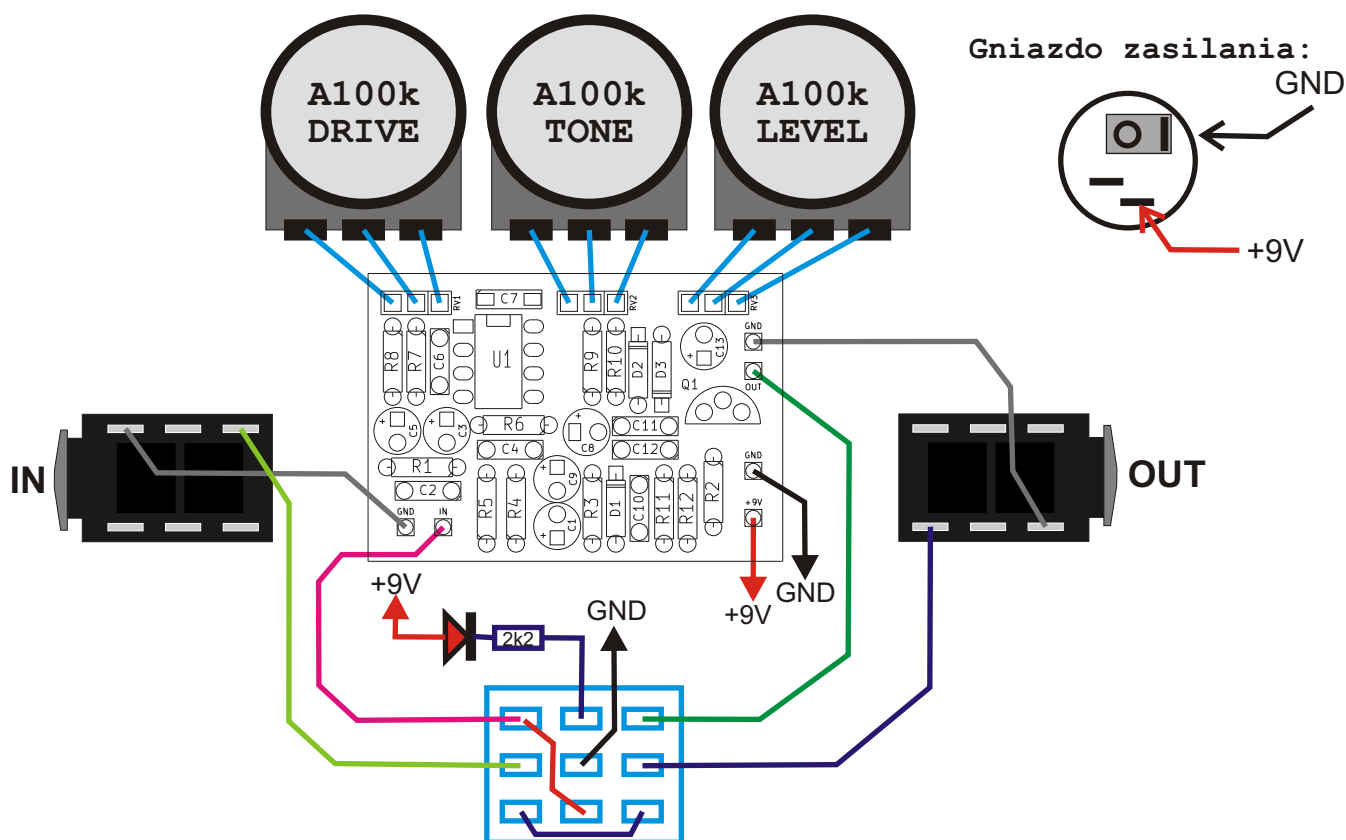 A100k
DRIVE
A100k
TONE
A100k
LEVEL
Gniazdo zasilania:
GND
+9V
RV1
C7
RV2
RV3
R8
R7
C6
U1
R9
R10
D2
D3
+
C13
GND
OUT
Q1
+
C5
+
C3
R6
C4
+
C8
C11
C12
R1
C2
R5
R4
+
C9
+
C1
R3
D1
C10
R11
R12
R2
GND
+9V
GND
IN
IN
OUT
+9V
GND
2k2
+9V
GND